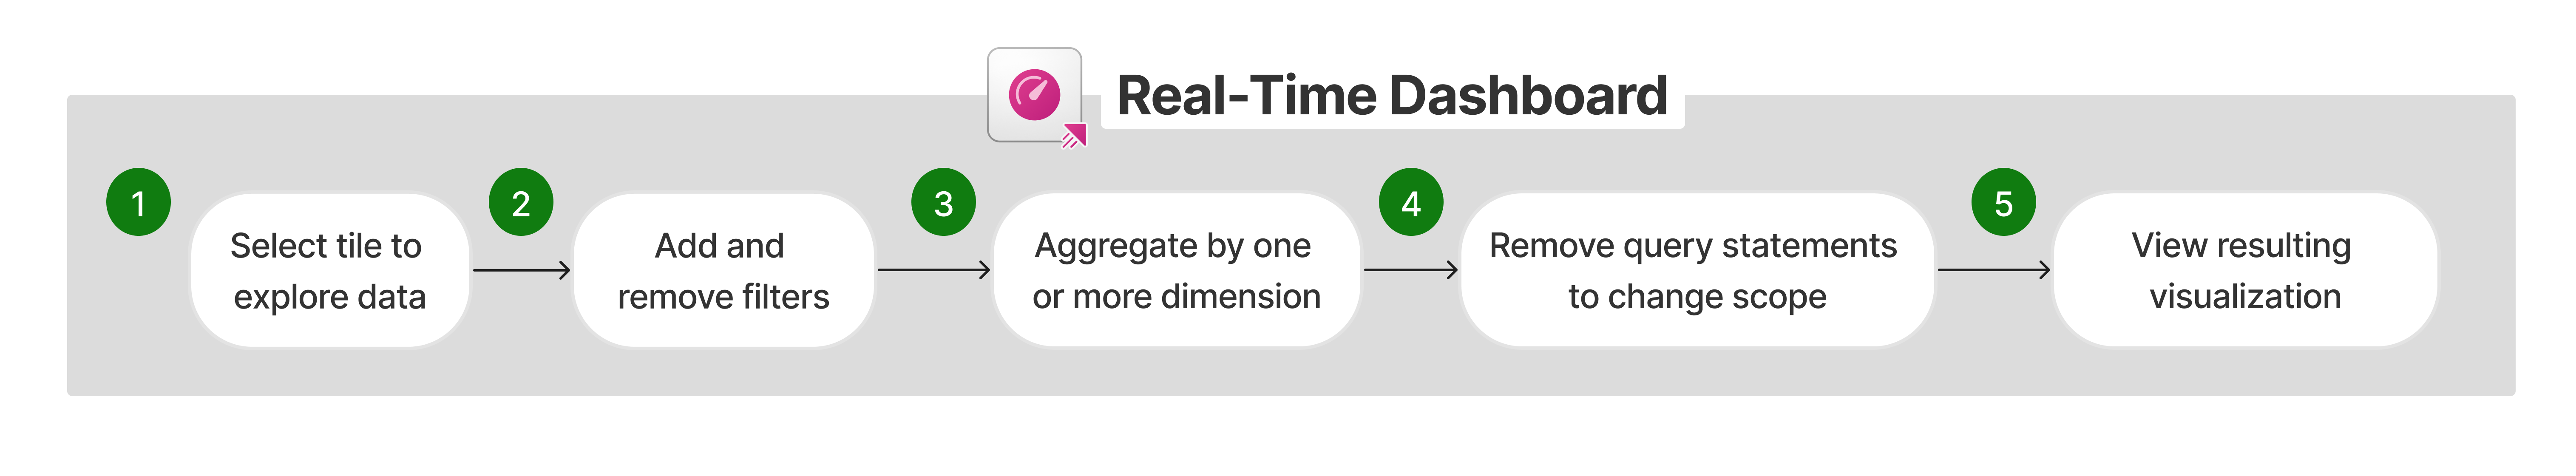 Real-Time Dashboard
1
Select tile to
explore data
2
Add and
remove filters
3
Aggregate by one
or more dimension
4
Remove query statements
to change scope
5
View resulting
visualization